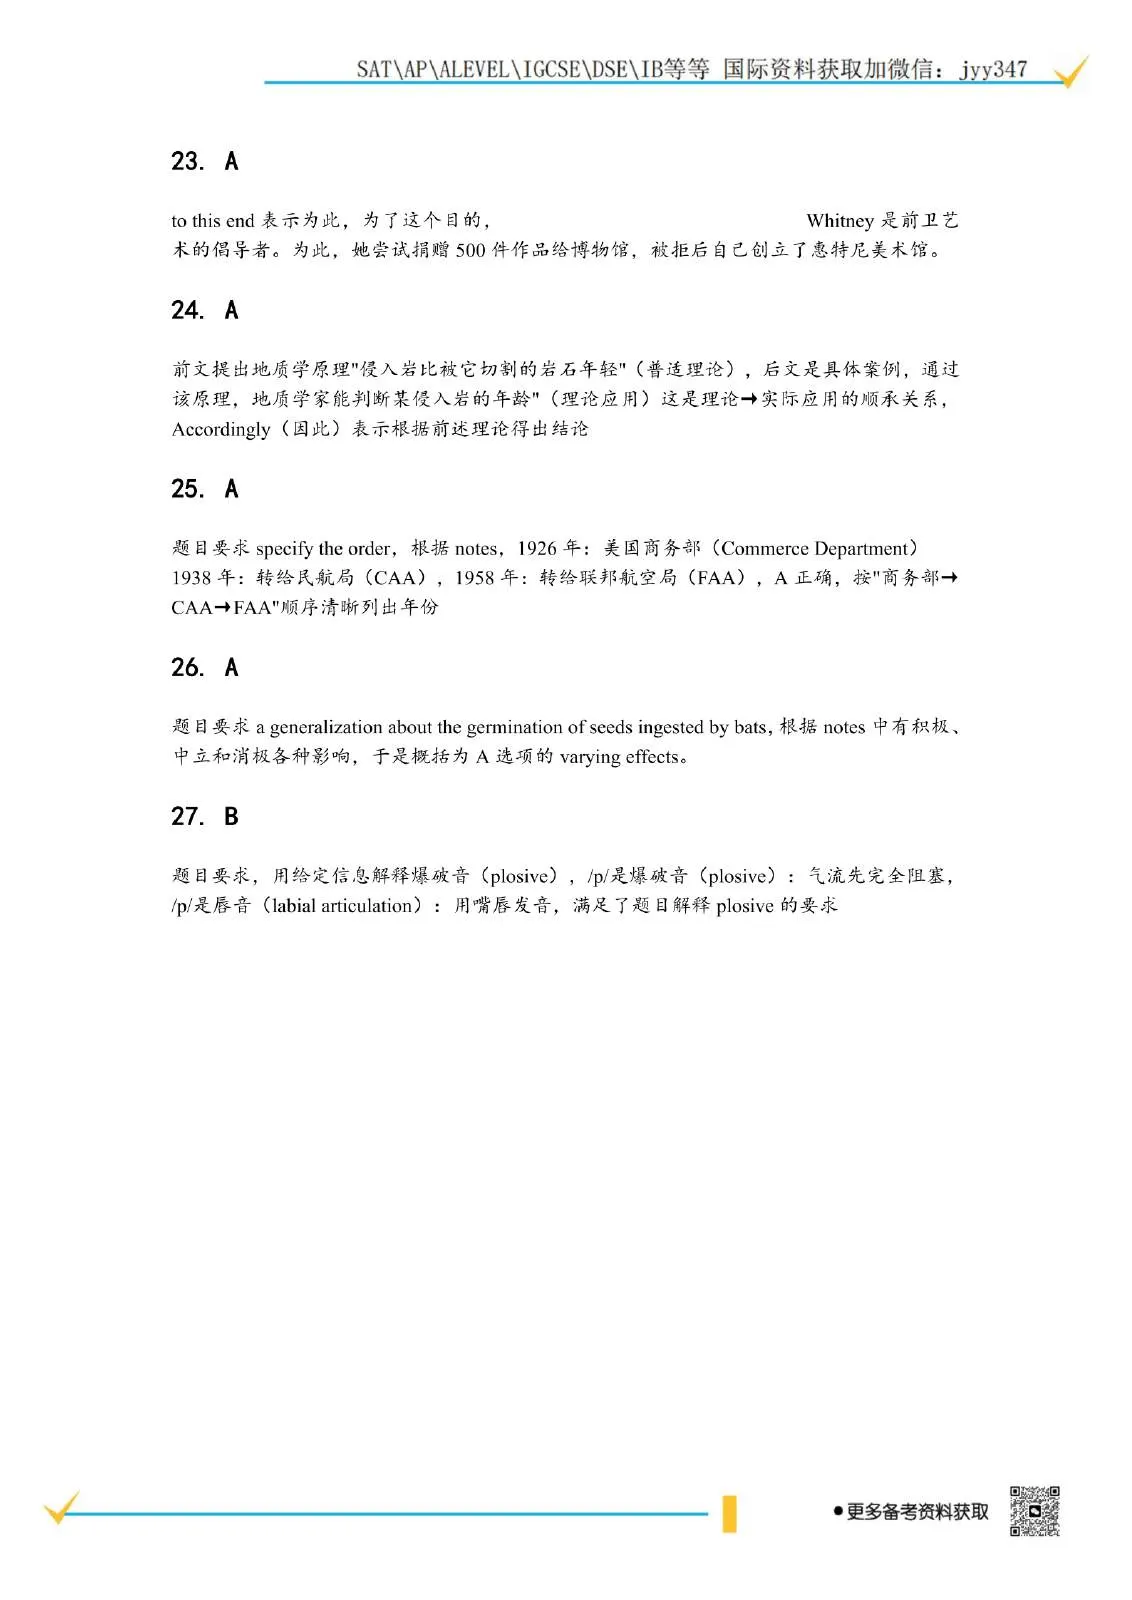 SAT\AP\ALEVEL\IGCSE\DSE\IB等等 国际资料获取加微信：jyy347
23. A
to this end 表示为此，为了这个目的， Whitney 是前卫艺
术的倡导者。为此，她尝试捐赠 500 件作品给博物馆，被拒后自己创立了惠特尼美术馆。
24. A
前文提出地质学原理"侵入岩比被它切割的岩石年轻"（普适理论），后文是具体案例，通过
该原理，地质学家能判断某侵入岩的年龄"（理论应用）这是理论→实际应用的顺承关系，
Accordingly（因此）表示根据前述理论得出结论
25. A
题目要求 specify the order，根据 notes，1926 年：美国商务部（Commerce Department）
1938 年：转给民航局（CAA），1958 年：转给联邦航空局（FAA），A 正确，按"商务部→
CAA→FAA"顺序清晰列出年份
26. A
题目要求 a generalization about the germination of seeds ingested by bats, 根据 notes 中有积极、
中立和消极各种影响，于是概括为 A 选项的 varying effects。
27. B
题目要求，用给定信息解释爆破音（plosive），/p/是爆破音（plosive）：气流先完全阻塞，
/p/是唇音（labial articulation）：用嘴唇发音，满足了题目解释 plosive 的要求
●更多备考资料获取